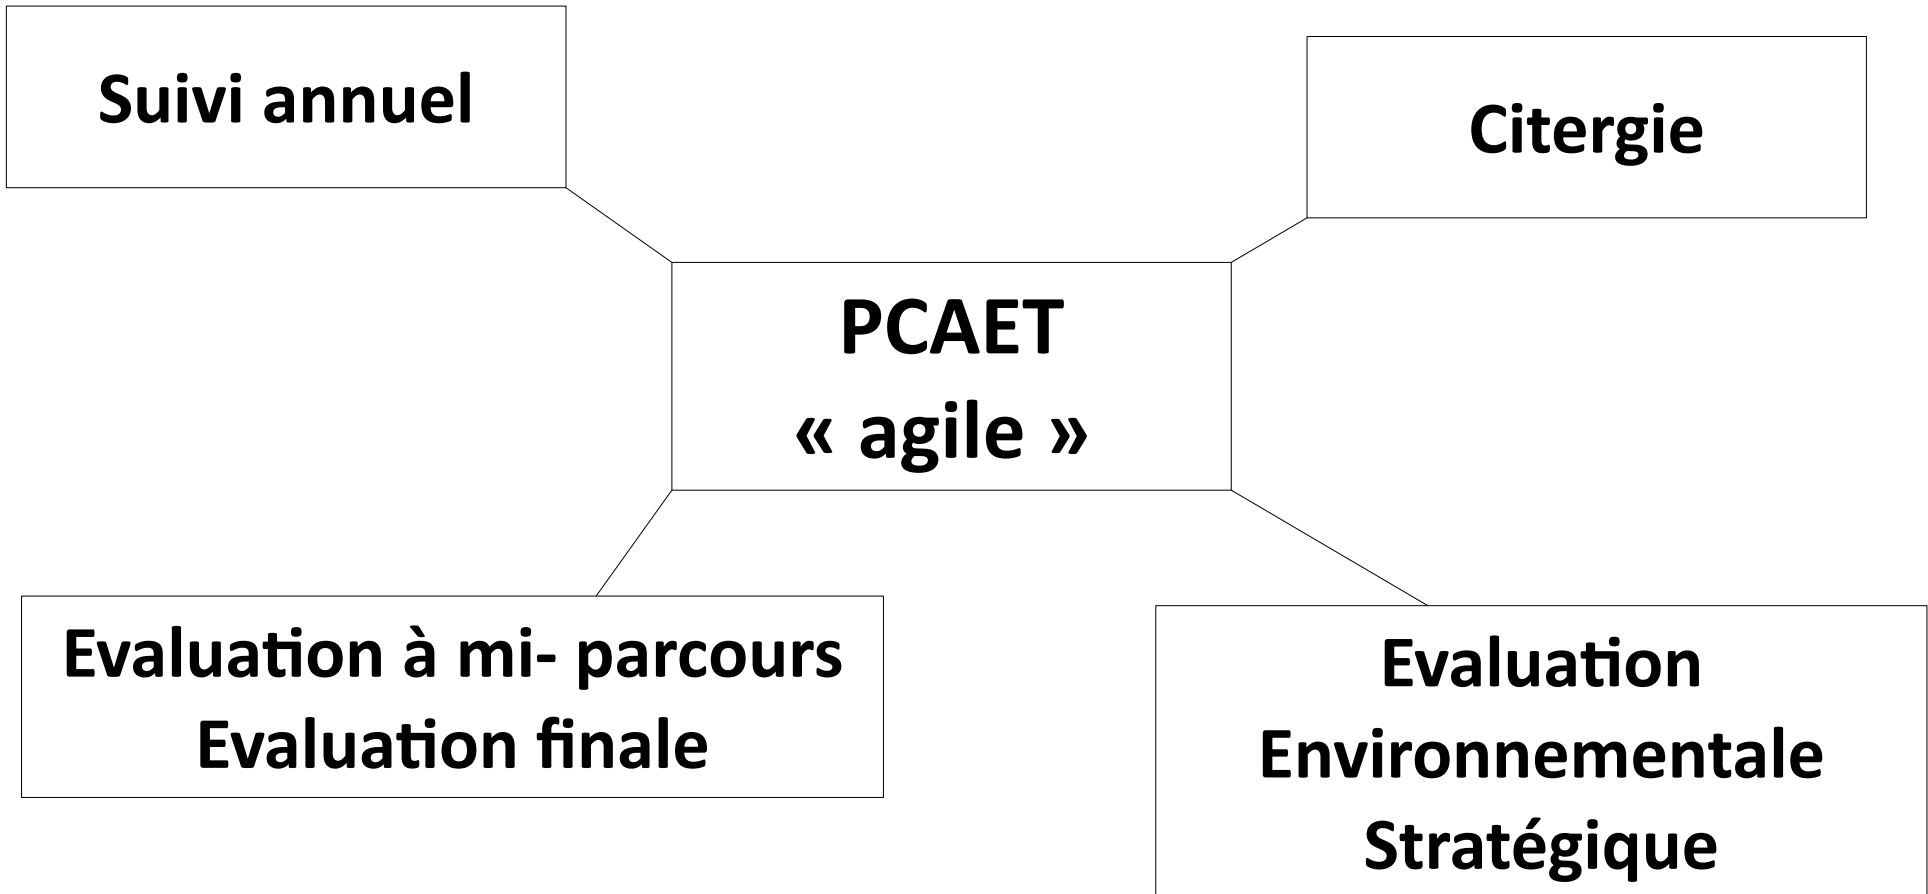 Suivi annuel
Citergie
PCAET
« agile »
Evaluation à mi- parcours
Evaluation finale
Evaluation
Environnementale
Stratégique